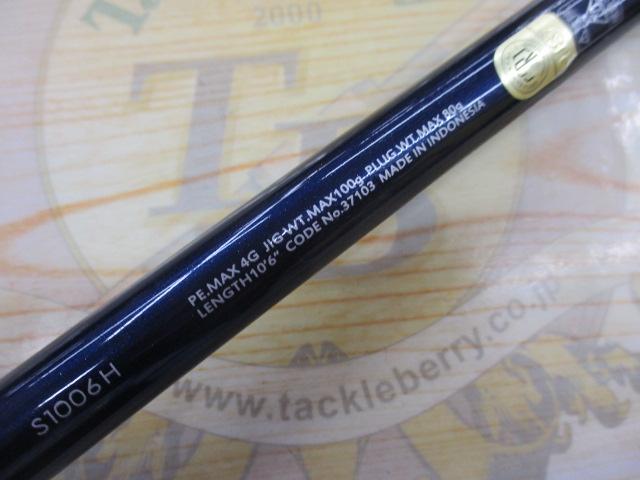 2000
TB
PE.MAX 4G JIG WT.MAX100g PLUG WT.MAX 80g
LENGTH10'6" CODE No.37103 MADE IN INDONESIA
S1006H
www.tackleberry.co.jp